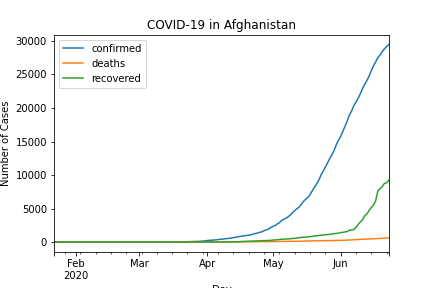 COVID-19 in Afghanistan
30000
25000
20000
15000
10000
5000
0
Number of Cases
confirmed
deaths
recovered
Feb
2020
Mar
Apr
May
Jun